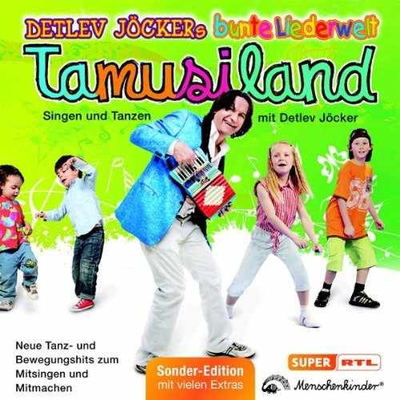 DETLEV JÖCKERs bunte Liederwelt
Tamusiland
Singen und Tanzen mit Detlev Jöcker
Neue Tanz- und
Bewegungshits zum
Mitsingen und
Mitmachen
Sonder-Edition
mit vielen Extras
SUPER RTL
Menschenkinder